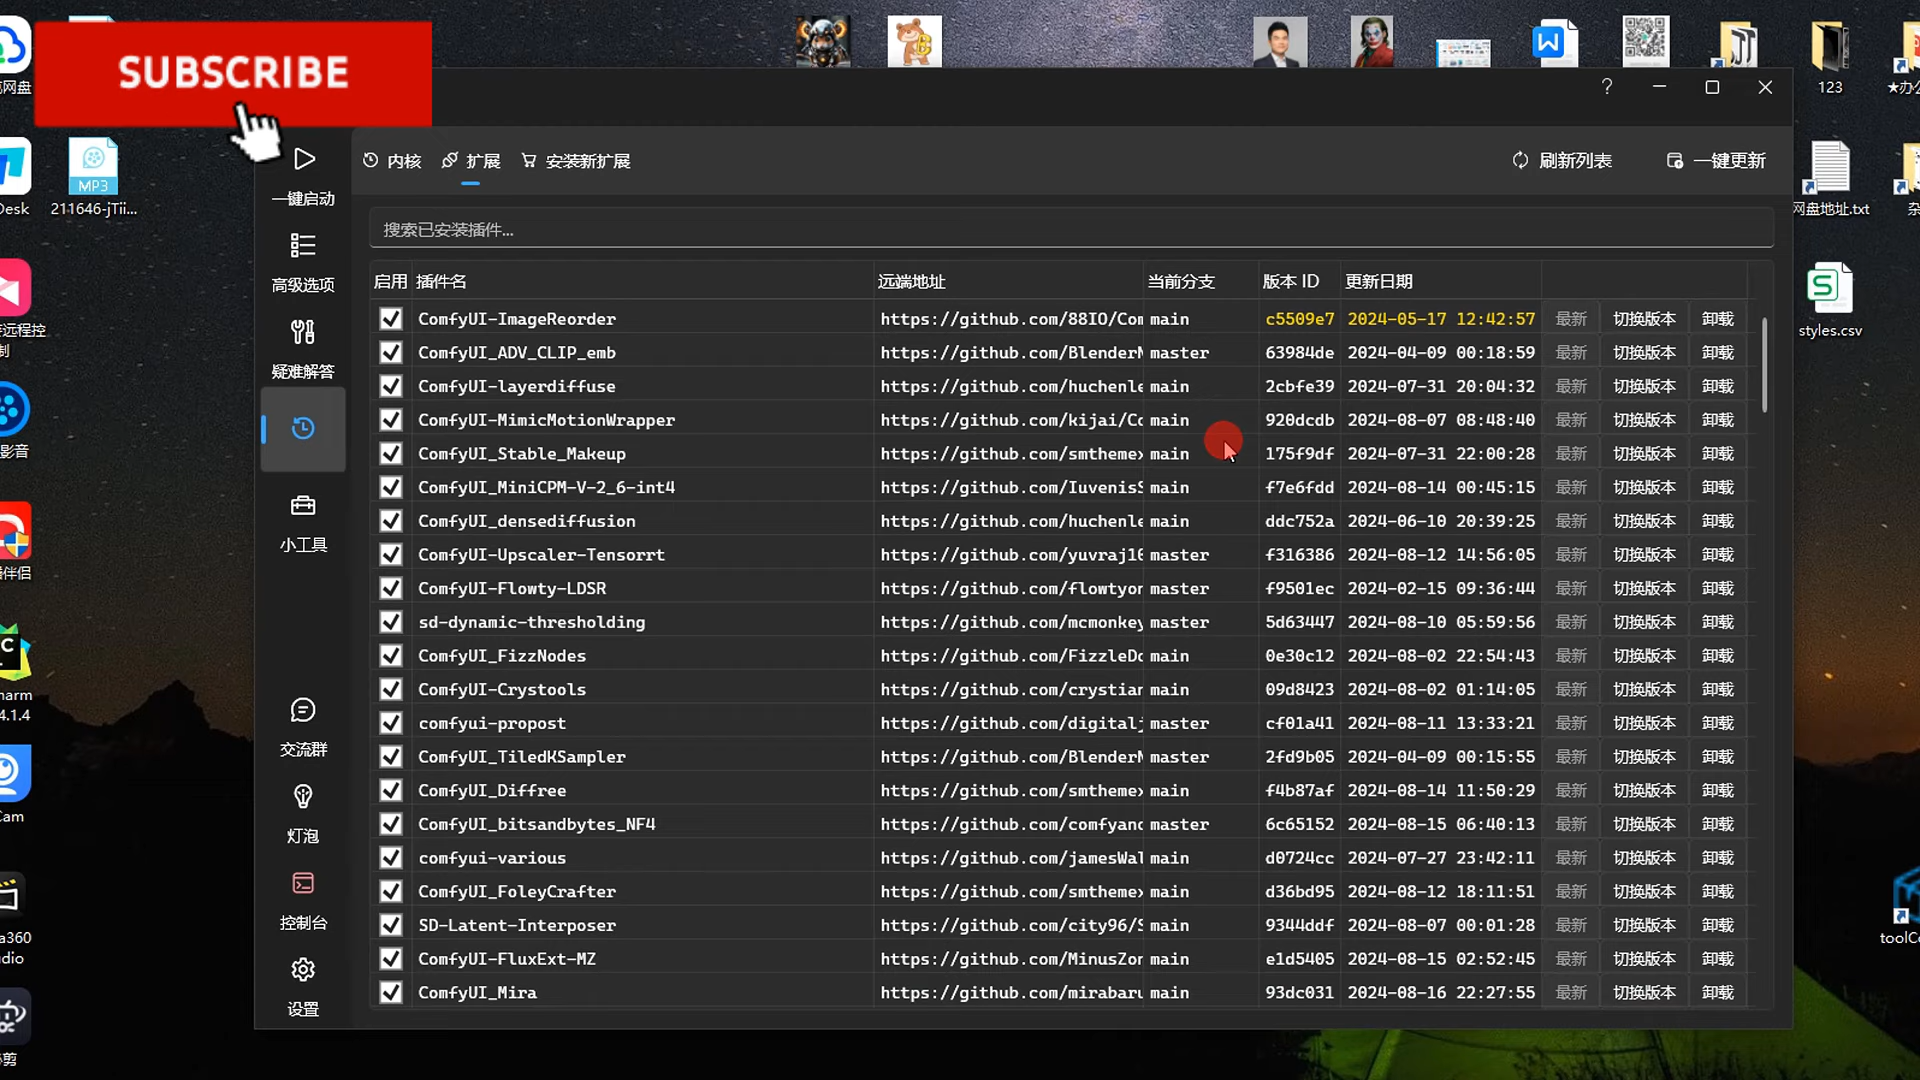 SUBSCRIBE
网盘
MP3
211646-jTii...
Desk
影音
伴侣
4.1.4
123
网盘地址.txt
styles.csv
一键启动
高级选项
疑难解答
小工具
交流群
灯泡
控制台
设置
内核 扩展 安装新扩展 刷新列表 一键更新
搜索已安装插件...
启用 插件名 远端地址 当前分支 版本 ID 更新日期
ComfyUI-ImageReorder https://github.com/88IO/Com main c5509e7 2024-05-17 12:42:57 最新 切换版本 卸载
ComfyUI_ADV_CLIP_emb https://github.com/BlenderN master 63984de 2024-04-09 00:18:59 最新 切换版本 卸载
ComfyUI-layerdiffuse https://github.com/huchenle main 2cbfe39 2024-07-31 20:04:32 最新 切换版本 卸载
ComfyUI-MimicMotionWrapper https://github.com/kijai/Co main 920dcdb 2024-08-07 08:48:40 最新 切换版本 卸载
ComfyUI_Stable_Makeup https://github.com/smthemex main 175f9df 2024-07-31 22:00:28 最新 切换版本 卸载
ComfyUI_MiniCPM-V-2_6-int4 https://github.com/IuvenisS main f7e6fdd 2024-08-14 00:45:15 最新 切换版本 卸载
ComfyUI_densediffusion https://github.com/huchenle main ddc752a 2024-06-10 20:39:25 最新 切换版本 卸载
ComfyUI-Upscaler-Tensorrt https://github.com/yuvraj10 master f316386 2024-08-12 14:56:05 最新 切换版本 卸载
ComfyUI-Flowty-LDSR https://github.com/flowtyon master f9501ec 2024-02-15 09:36:44 最新 切换版本 卸载
sd-dynamic-thresholding https://github.com/mcmonkey master 5d63447 2024-08-10 05:59:56 最新 切换版本 卸载
ComfyUI_FizzNodes https://github.com/FizzleDo main 0e30c12 2024-08-02 22:54:43 最新 切换版本 卸载
ComfyUI-Crystools https://github.com/crystian main 09d8423 2024-08-02 01:14:05 最新 切换版本 卸载
comfyui-propost https://github.com/digitalj master cf01a41 2024-08-11 13:33:21 最新 切换版本 卸载
ComfyUI_TiledKSampler https://github.com/BlenderN master 2fd9b05 2024-04-09 00:15:55 最新 切换版本 卸载
ComfyUI_Diffree https://github.com/smthemex main f4b87af 2024-08-14 11:50:29 最新 切换版本 卸载
ComfyUI_bitsandbytes_NF4 https://github.com/comfyano master 6c65152 2024-08-15 06:40:13 最新 切换版本 卸载
comfyui-various https://github.com/jamesWal main d0724cc 2024-07-27 23:42:11 最新 切换版本 卸载
ComfyUI_FoleyCrafter https://github.com/smthemex main d36bd95 2024-08-12 18:11:51 最新 切换版本 卸载
SD-Latent-Interposer https://github.com/city96/S main 9344ddf 2024-08-07 00:01:28 最新 切换版本 卸载
ComfyUI-FluxExt-MZ https://github.com/MinusZon main e1d5405 2024-08-15 02:52:45 最新 切换版本 卸载
ComfyUI_Mira https://github.com/mirabaru main 93dc031 2024-08-16 22:27:55 最新 切换版本 卸载